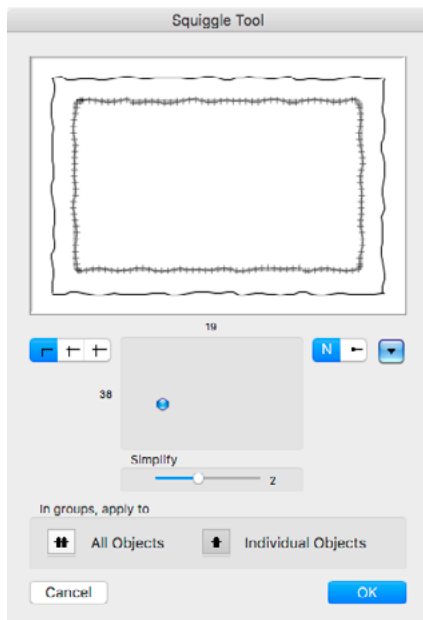 Squiggle Tool
19
N
38
Simplify
2
In groups, apply to
All Objects Individual Objects
Cancel OK